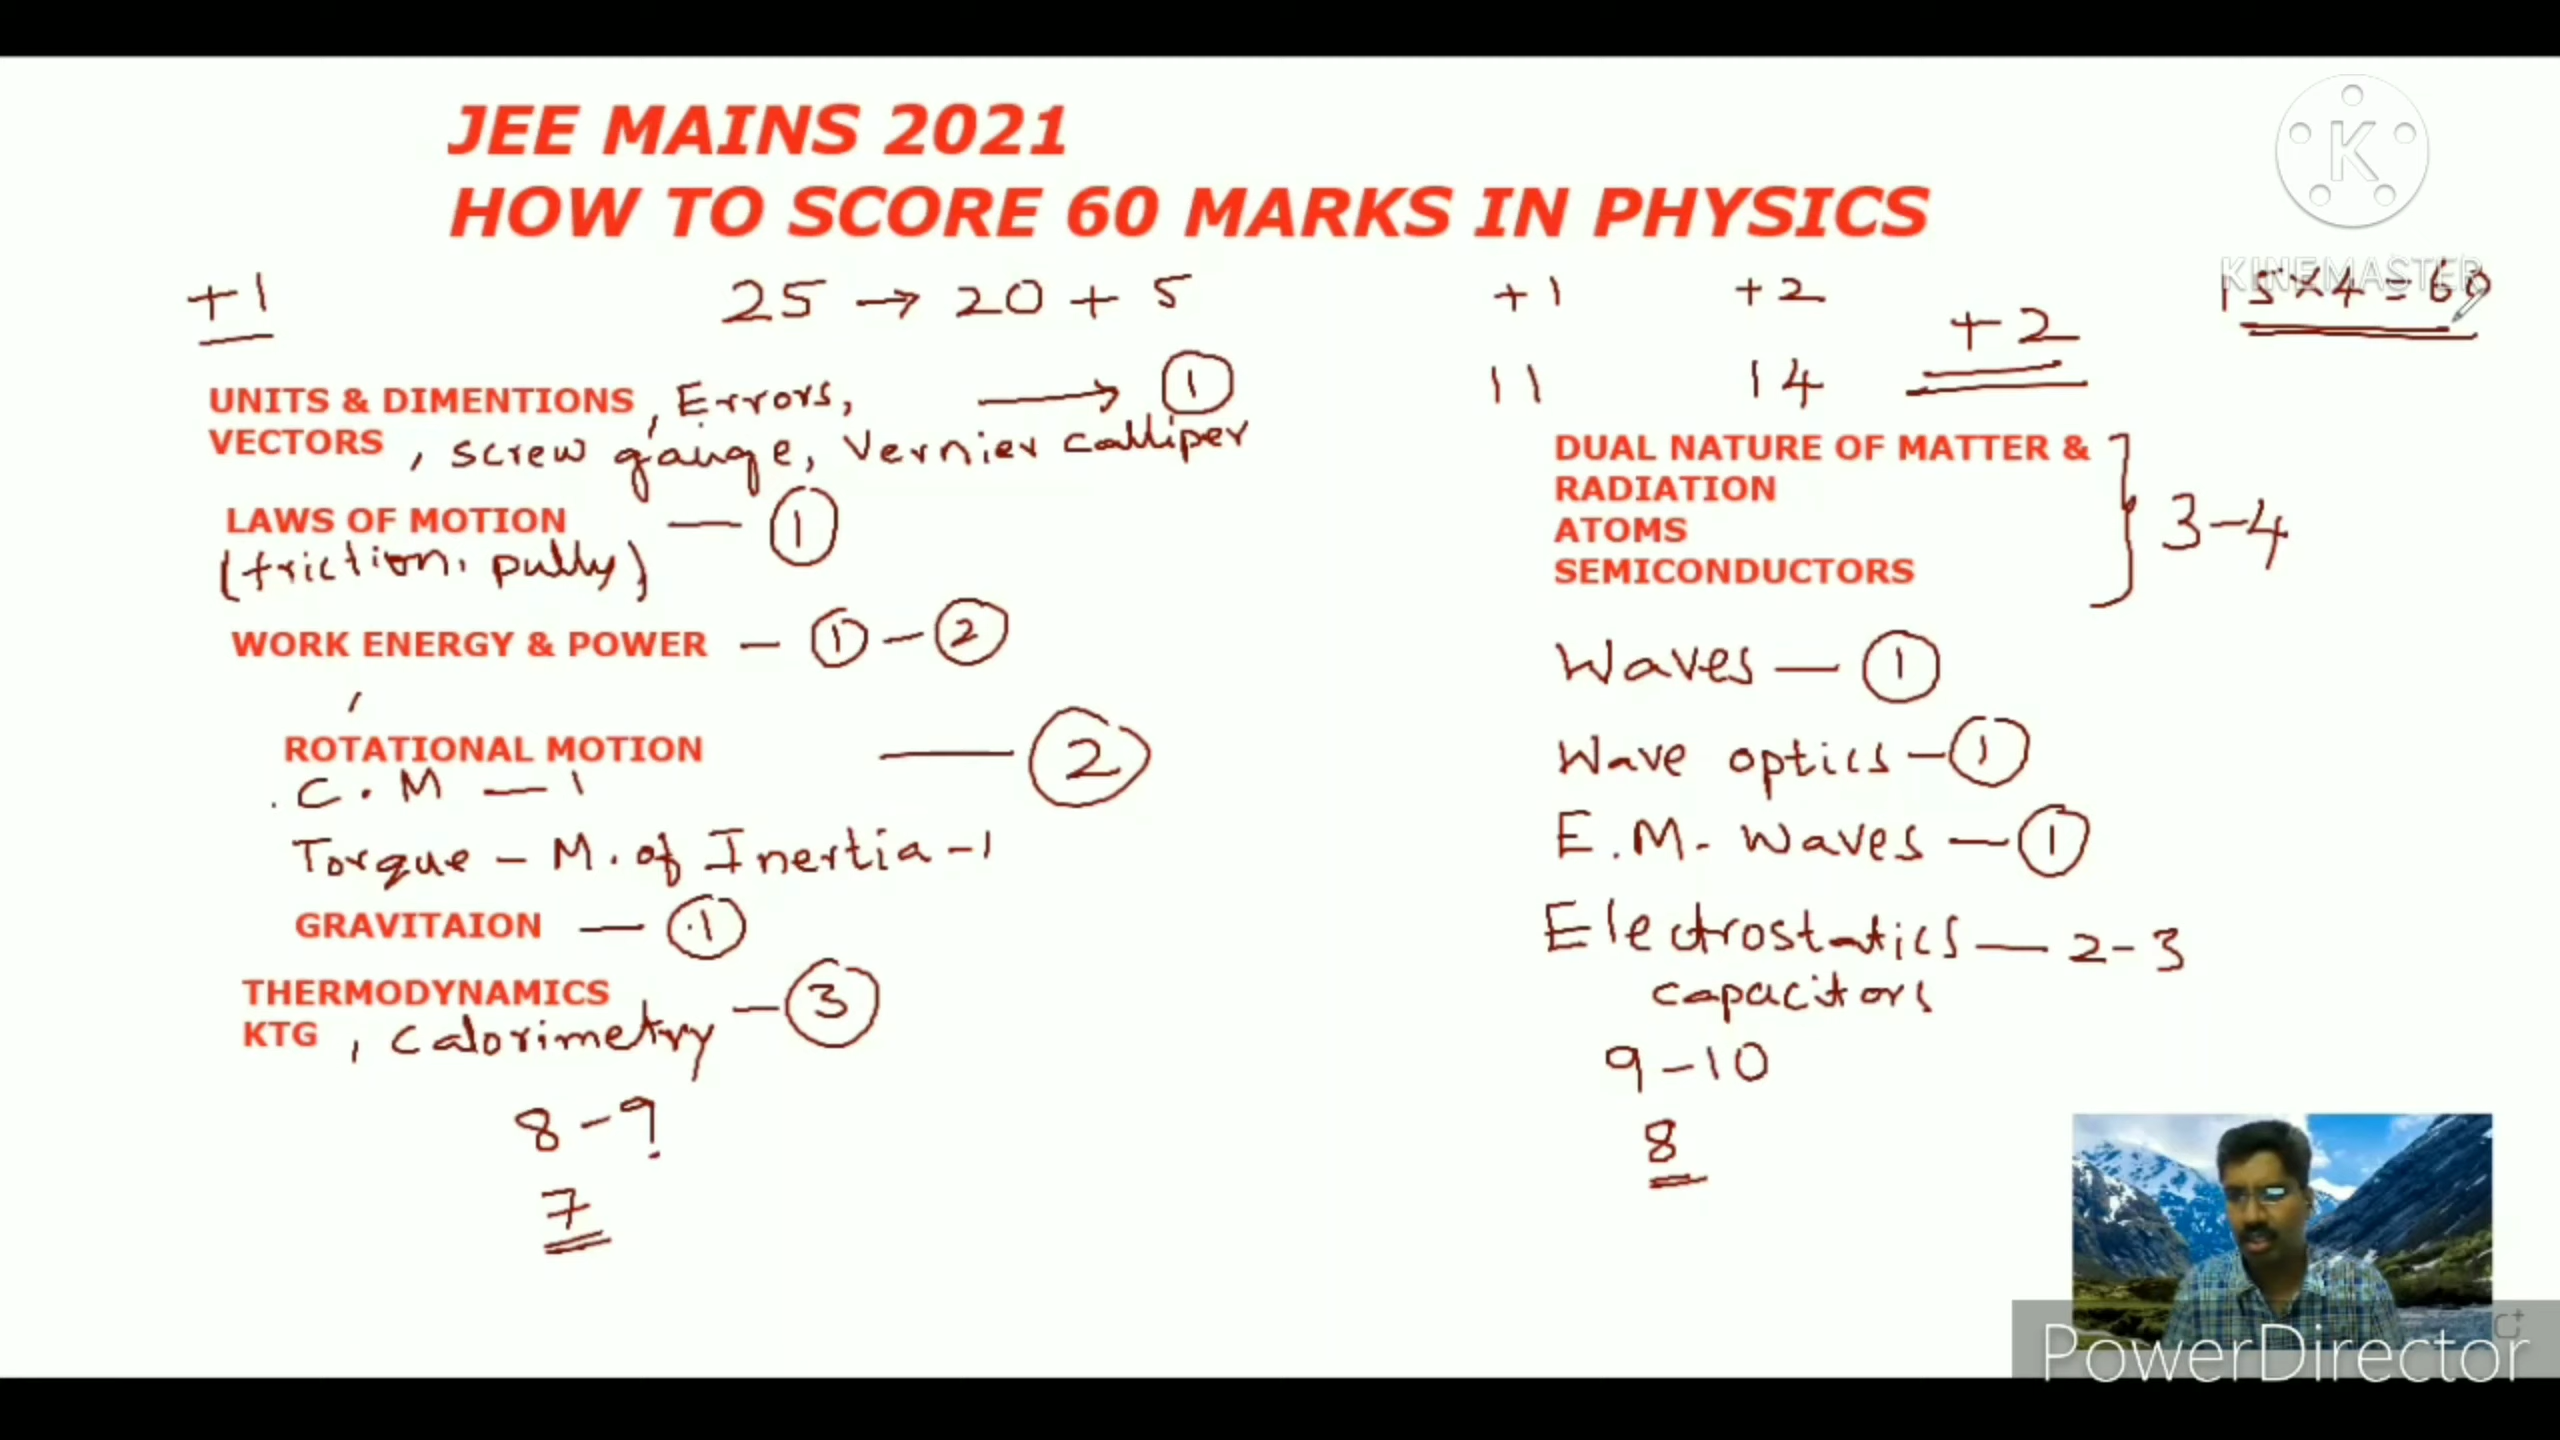 JEE MAINS 2021
HOW TO SCORE 60 MARKS IN PHYSICS
K
KINEMASTER
+1
25 → 20 + 5
+1 +2
+2
15×4=60
11 14
UNITS & DIMENTIONS, Errors, → 1
VECTORS, screw gauge, Vernier calliper
LAWS OF MOTION — 1
(friction, pully)
WORK ENERGY & POWER — 1 — 2
ROTATIONAL MOTION — 2
C.M — 1
Torque — M. of Inertia - 1
GRAVITAION — 1
THERMODYNAMICS
KTG, calorimetry — 3
8-9
7
DUAL NATURE OF MATTER &
RADIATION
ATOMS
SEMICONDUCTORS
3-4
Waves — 1
Wave optics — 1
E.M. Waves — 1
Electrostatics — 2-3
capacitors
9-10
8
PowerDirector